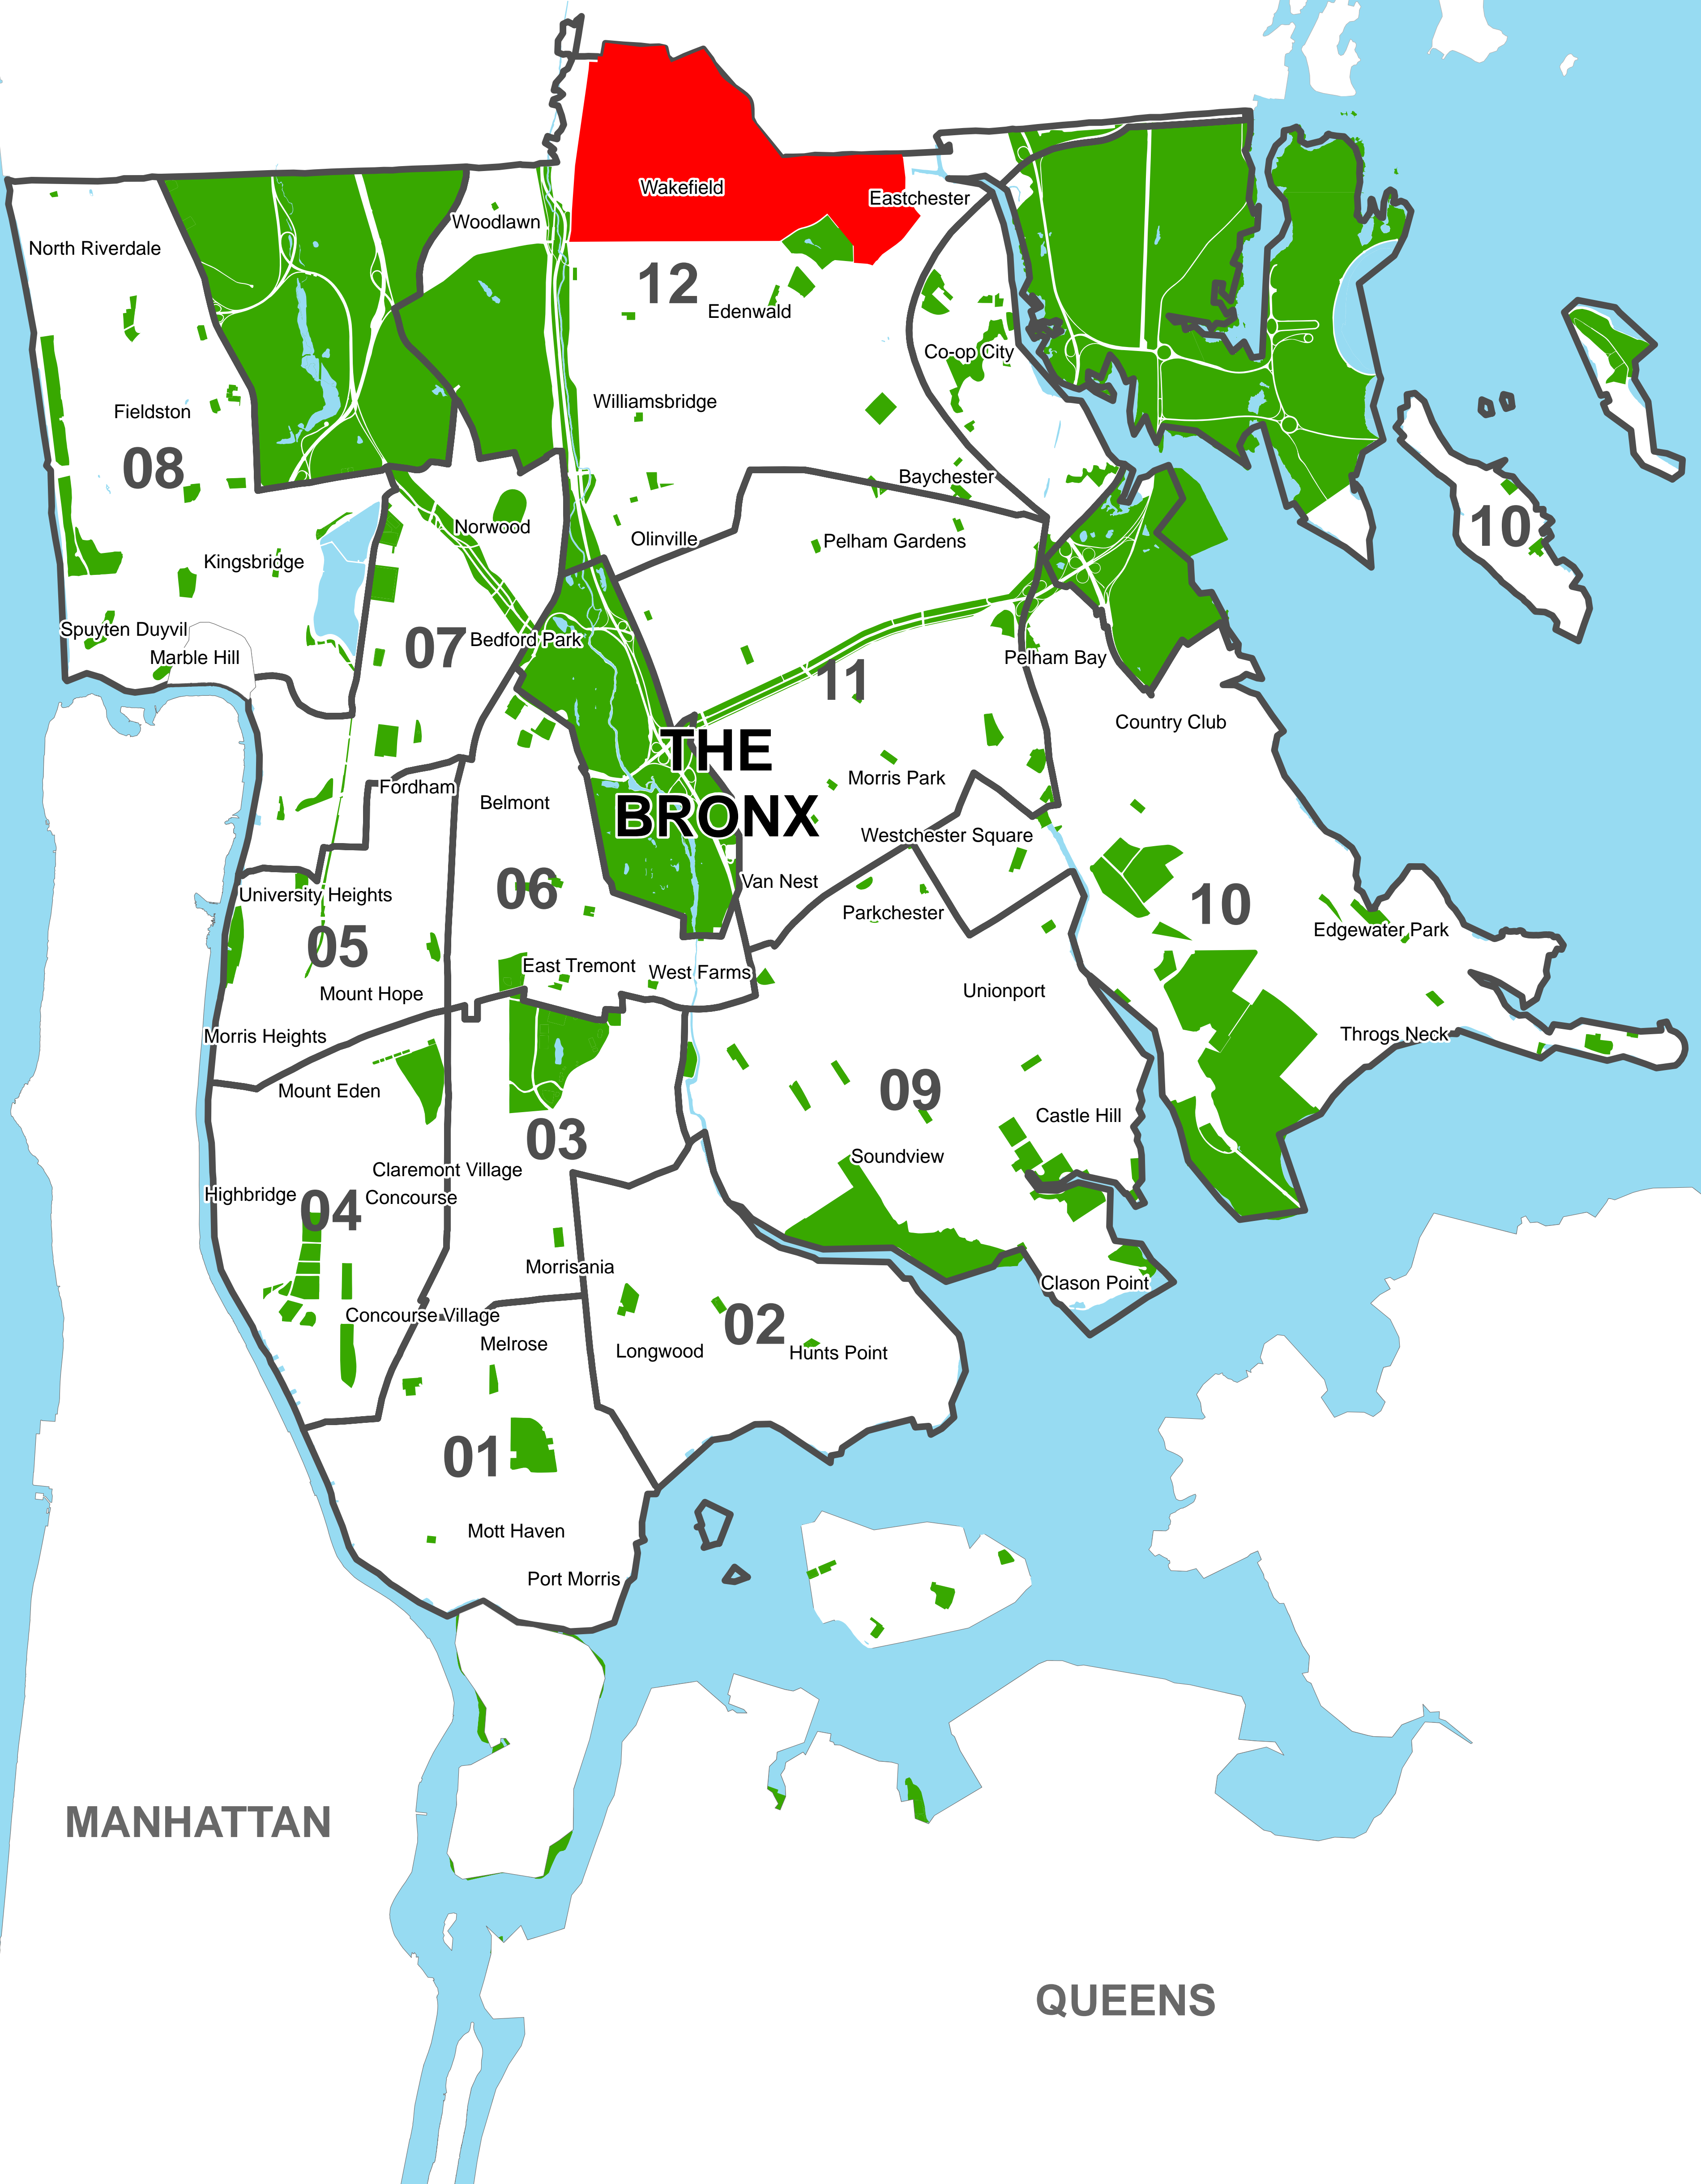 Wakefield
Eastchester
Woodlawn
North Riverdale
12
Edenwald
Co-op City
Williamsbridge
Fieldston
08
Baychester
10
Norwood
Olinville
Pelham Gardens
Kingsbridge
Spuyten Duyvil
Marble Hill
07
Bedford Park
Pelham Bay
11
Country Club
THE
BRONX
Morris Park
Fordham
Belmont
Westchester Square
Van Nest
06
University Heights
Parkchester
10
Edgewater Park
05
East Tremont
West Farms
Mount Hope
Unionport
Morris Heights
Throgs Neck
Mount Eden
09
Castle Hill
03
Soundview
Claremont Village
Highbridge
04
Concourse
Morrisania
Clason Point
Concourse Village
02
Melrose
Longwood
Hunts Point
01
Mott Haven
Port Morris
MANHATTAN
QUEENS